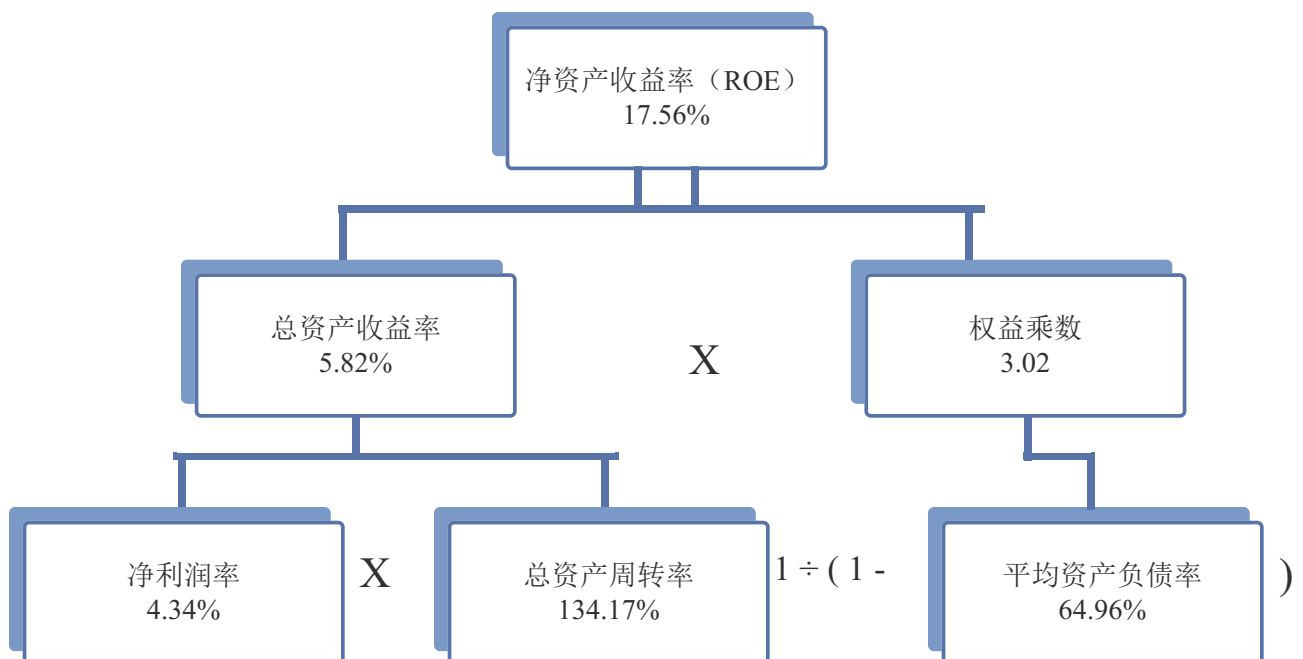 净资产收益率（ROE）
17.56%
总资产收益率
5.82%
X
权益乘数
3.02
净利润率
4.34%
X
总资产周转率
134.17%
1 ÷ ( 1 -
平均资产负债率
64.96%
)